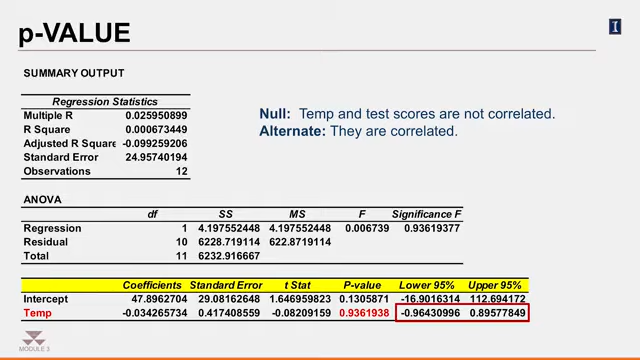 p-VALUE
I
SUMMARY OUTPUT
Regression Statistics
Multiple R 0.025950899
R Square 0.000673449
Adjusted R Square -0.099259206
Standard Error 24.95740194
Observations 12
Null: Temp and test scores are not correlated.
Alternate: They are correlated.
ANOVA
df SS MS F Significance F
Regression 1 4.197552448 4.197552448 0.006739 0.93619377
Residual 10 6228.719114 622.8719114
Total 11 6232.916667
Coefficients Standard Error t Stat P-value Lower 95% Upper 95%
Intercept 47.8962704 29.08162648 1.646959823 0.1305871 -16.9016314 112.694172
Temp -0.034265734 0.417408559 -0.08209159 0.9361938 -0.96430996 0.89577849
MODULE 3